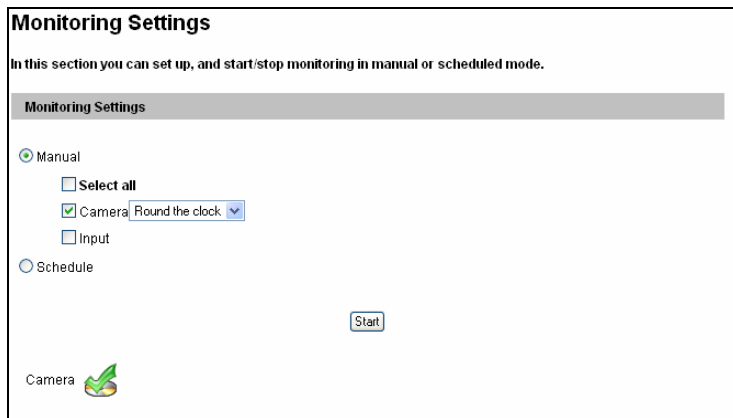 Monitoring Settings
In this section you can set up, and start/stop monitoring in manual or scheduled mode.
Monitoring Settings
Manual
Select all
Camera Round the clock
Input
Schedule
Start
Camera